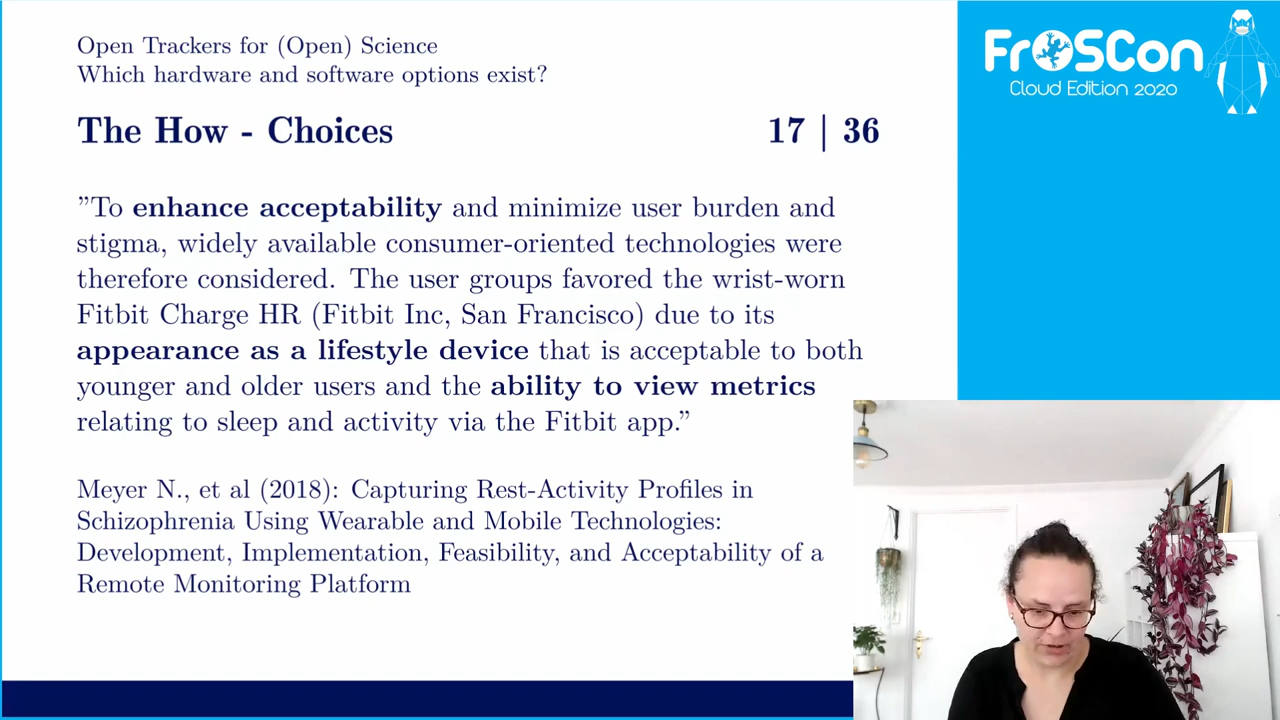 Open Trackers for (Open) Science
Which hardware and software options exist?
The How - Choices
17 | 36
”To enhance acceptability and minimize user burden and
stigma, widely available consumer-oriented technologies were
therefore considered. The user groups favored the wrist-worn
Fitbit Charge HR (Fitbit Inc, San Francisco) due to its
appearance as a lifestyle device that is acceptable to both
younger and older users and the ability to view metrics
relating to sleep and activity via the Fitbit app.”
Meyer N., et al (2018): Capturing Rest-Activity Profiles in
Schizophrenia Using Wearable and Mobile Technologies:
Development, Implementation, Feasibility, and Acceptability of a
Remote Monitoring Platform
FrOSCon
Cloud Edition 2020